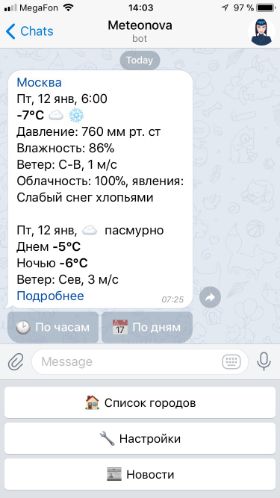 MegaFon 14:03 97 %
Chats Meteonova
bot
Today
Москва
Пт, 12 янв, 6:00
-7°C
Давление: 760 мм рт. ст
Влажность: 86%
Ветер: С-В, 1 м/с
Облачность: 100%, явления:
Слабый снег хлопьями
Пт, 12 янв, пасмурно
Днем -5°C
Ночью -6°C
Ветер: Сев, 3 м/с
Подробнее 07:25
По часам 17 По дням
Message
Список городов
Настройки
Новости